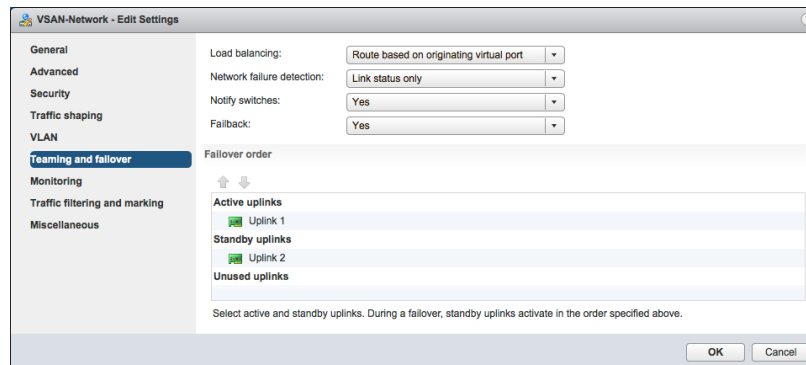 VSAN-Network - Edit Settings
General
Advanced
Security
Traffic shaping
VLAN
Teaming and failover
Monitoring
Traffic filtering and marking
Miscellaneous
Load balancing: Route based on originating virtual port
Network failure detection: Link status only
Notify switches: Yes
Failback: Yes
Failover order
Active uplinks
Uplink 1
Standby uplinks
Uplink 2
Unused uplinks
Select active and standby uplinks. During a failover, standby uplinks activate in the order specified above.
OK Cancel